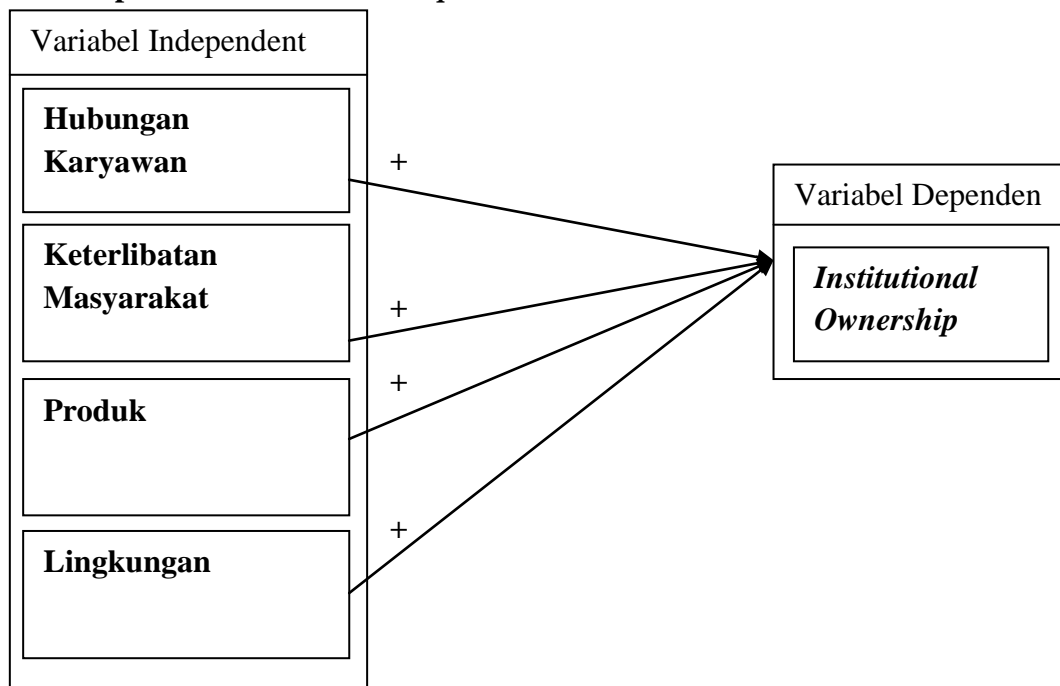 Variabel Independent
Hubungan
Karyawan
+
Keterlibatan
Masyarakat
+
Produk
+
Lingkungan
+
Variabel Dependen
Institutional
Ownership